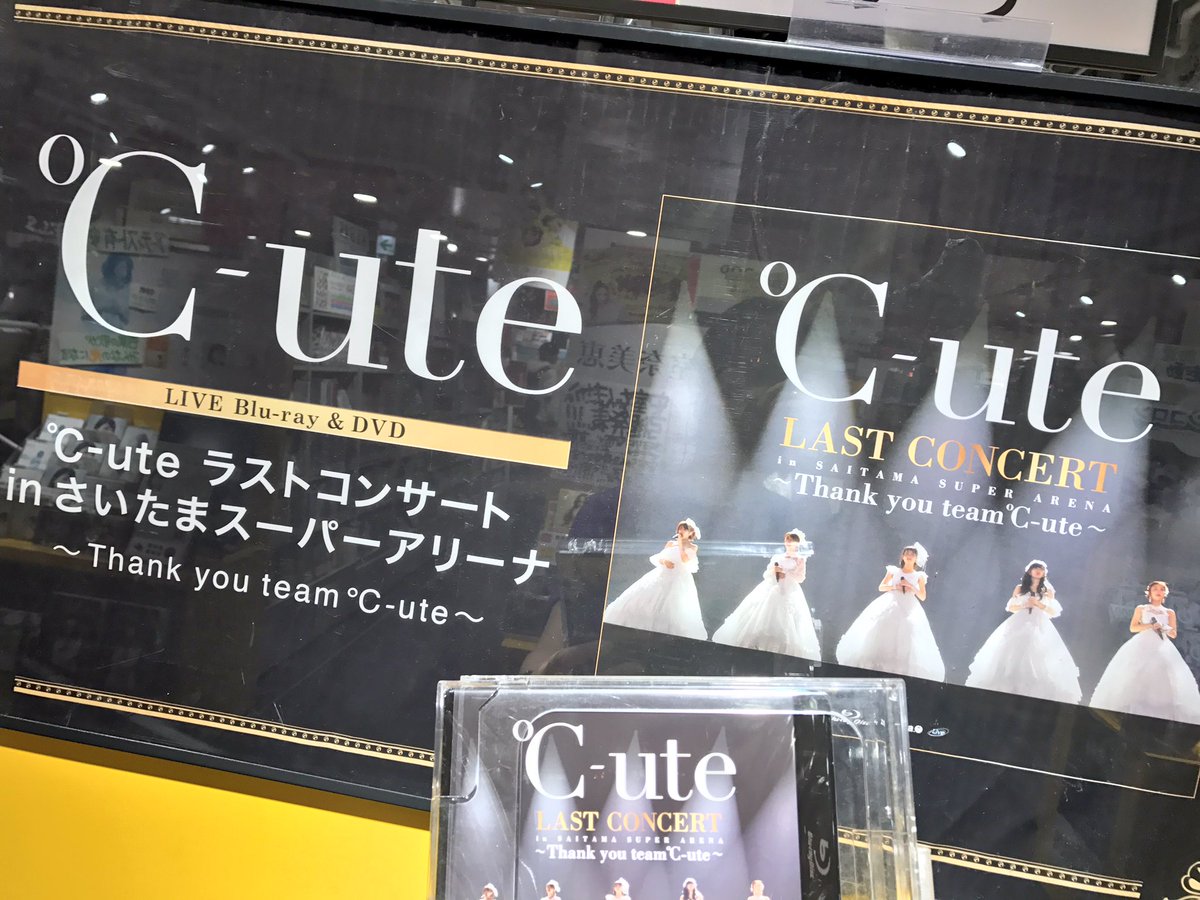 ℃-ute
LIVE Blu-ray & DVD
℃-ute ラストコンサート
in さいたまスーパーアリーナ
～Thank you team℃-ute～
℃-ute
LAST CONCERT
in SAITAMA SUPER ARENA
～Thank you team℃-ute～
℃-ute
LAST CONCERT
in SAITAMA SUPER ARENA
～Thank you team℃-ute～